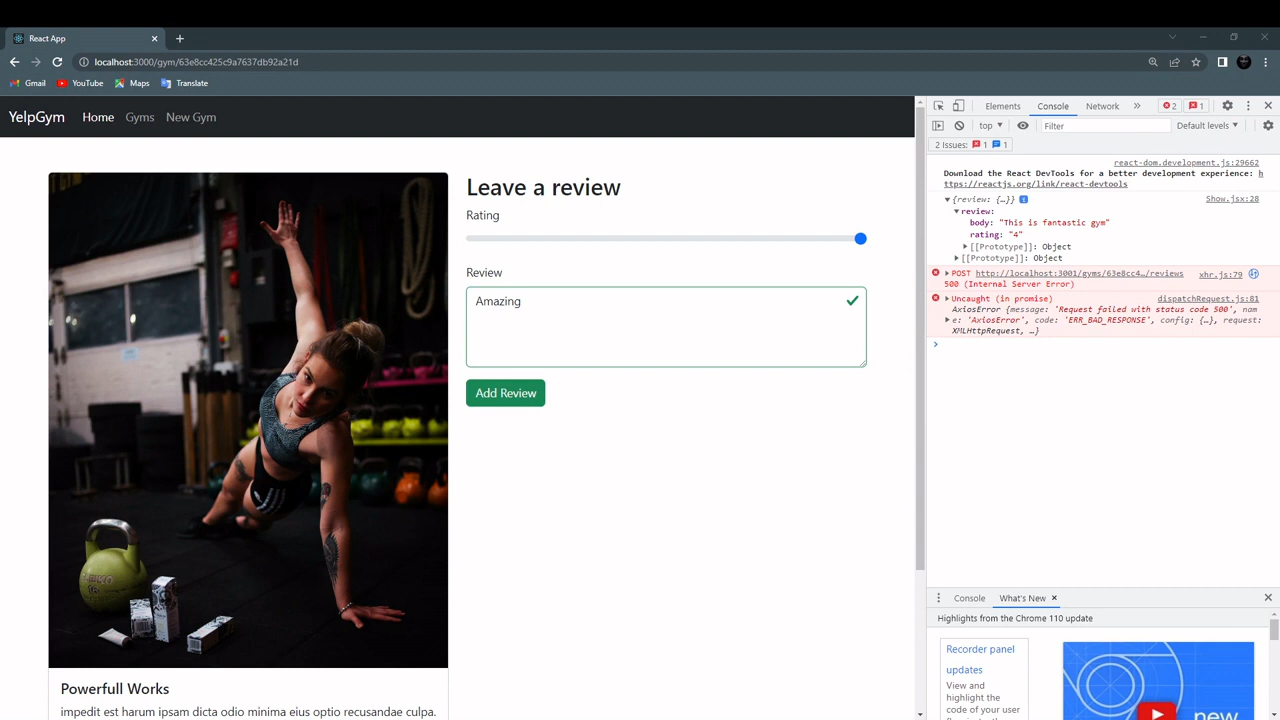 React App
localhost:3000/gym/63e8cc425c9a7637db92a21d
Gmail YouTube Maps Translate
YelpGym Home Gyms New Gym
Leave a review
Rating
Review
Amazing
Add Review
Powerfull Works
impedit est harum ipsam dicta odio minima eius optio recusandae culpa.
Elements Console Network » 2 1
top Filter Default levels
2 Issues: 1 1
react-dom.development.js:29662
Download the React DevTools for a better development experience: h
ttps://reactjs.org/link/react-devtools
{review: {…}} i Show.jsx:28
review:
body: "This is fantastic gym"
rating: "4"
[[Prototype]]: Object
[[Prototype]]: Object
POST http://localhost:3001/gyms/63e8cc4…/reviews xhr.js:79
500 (Internal Server Error)
Uncaught (in promise) dispatchRequest.js:81
AxiosError {message: 'Request failed with status code 500', nam
e: 'AxiosError', code: 'ERR_BAD_RESPONSE', config: {…}, request:
XMLHttpRequest, …}
Console What's New
Highlights from the Chrome 110 update
Recorder panel
updates
View and
highlight the
code of your user
new